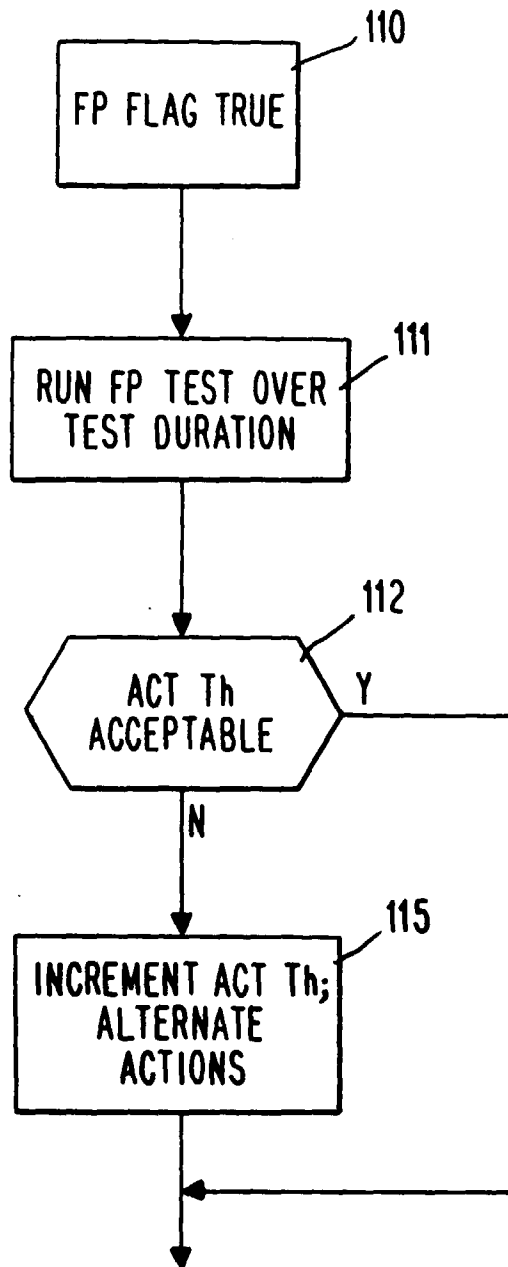 110
FP FLAG TRUE
111
RUN FP TEST OVER
TEST DURATION
112
ACT Th
ACCEPTABLE
Y
N
115
INCREMENT ACT Th;
ALTERNATE
ACTIONS